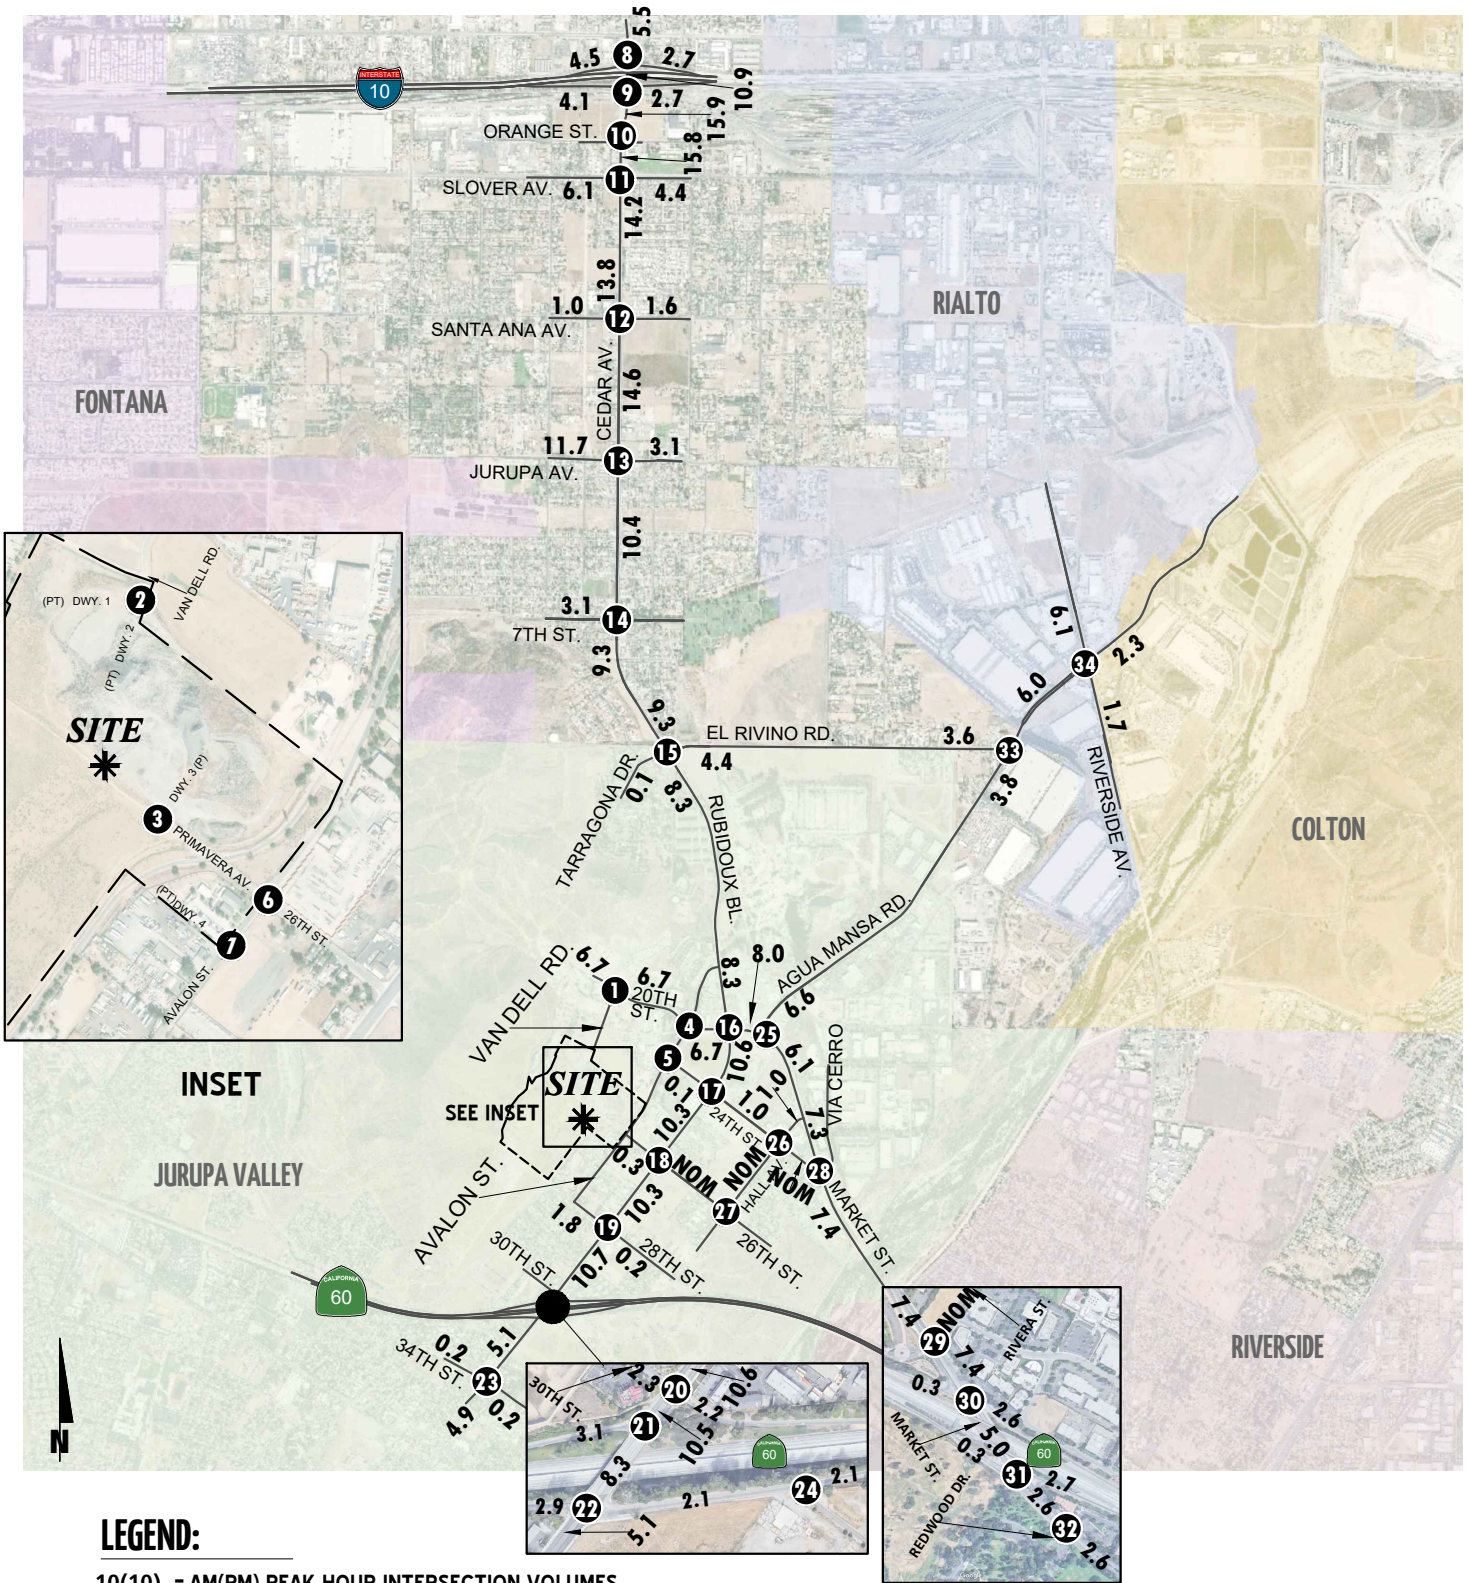 5.5
8
4.5
2.7
INTERSTATE
10
10.9
9
4.1
2.7
15.9
ORANGE ST.
10
15.8
11
SLOVER AV.
6.1
4.4
14.2
13.8
1.0
1.6
12
SANTA ANA AV.
RIALTO
CEDAR AV.
14.6
FONTANA
11.7
3.1
13
JURUPA AV.
10.4
3.1
14
7TH ST.
9.3
6.1
34
2.3
6.0
1.7
9.3
15
EL RIVINO RD.
3.6
33
4.4
TARRAGONA DR.
0.1
8.3
3.8
RIVERSIDE AV.
RUBIDOUX BL.
COLTON
(PT) DWY. 1
2
VAN DELL RD.
(PT) DWY. 2
SITE
DWY. 3 (P)
3
PRIMAVERA AV.
6
26TH ST.
(PT)DWY. 4
7
AVALON ST.
INSET
AGUA MANSA RD.
8.0
VAN DELL RD.
6.7
6.7
1
20TH
ST.
8.3
6.6
4
16
25
5
6.7
10.6
6.1
VIA CERRO
SITE
SEE INSET
0.1
17
1.0
1.0
7.3
24TH ST.
26
10.3
0.3
18
NOM
NOM
HALL AV.
NOM
28
MARKET ST.
7.4
JURUPA VALLEY
AVALON ST.
10.3
1.8
19
27
26TH ST.
30TH ST.
10.7
0.2
28TH ST.
CALIFORNIA
60
0.2
5.1
34TH ST.
23
4.9
0.2
RIVERSIDE
N
30TH ST.
2.3
20
10.6
2.2
21
3.1
10.5
8.3
CALIFORNIA
60
24
2.1
2.9
22
2.1
5.1
7.4
NOM
RIVERA ST.
29
7.4
0.3
30
2.6
MARKET ST.
5.0
0.3
CALIFORNIA
60
31
2.7
2.6
REDWOOD DR.
32
2.6
LEGEND:
10(10) = AM(PM) PEAK HOUR INTERSECTION VOLUMES